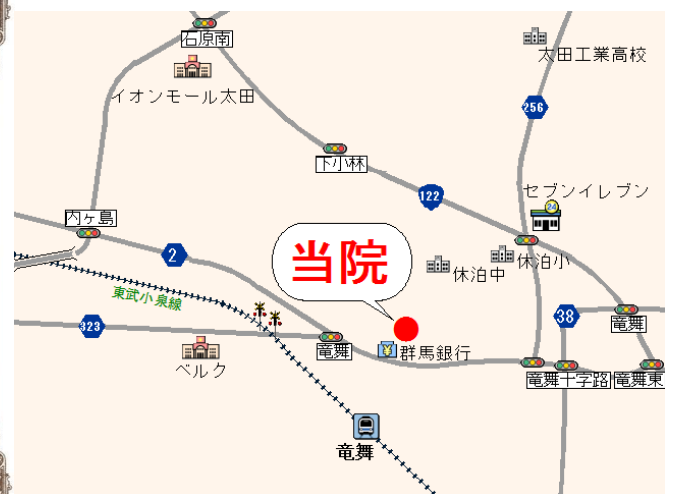 石原南
太田工業高校
イオンモール太田
256
下小林
122
セブンイレブン
24
内ヶ島
2
当院
休泊中
休泊小
東武小泉線
38
竜舞
323
竜舞
群馬銀行
ベルク
竜舞十字路
竜舞東
竜舞